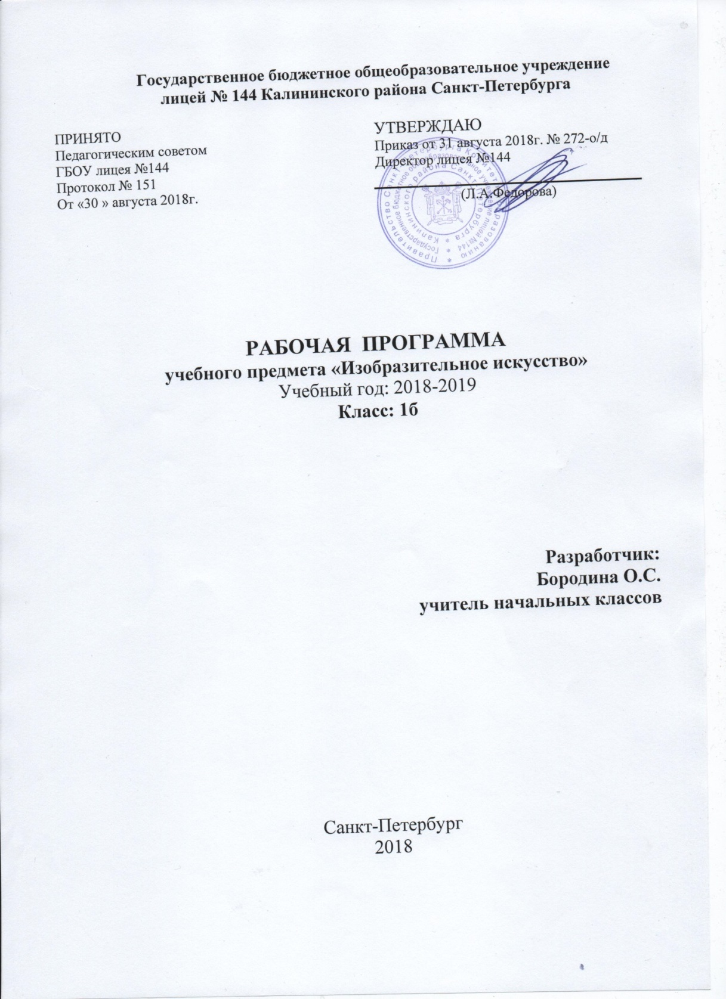 Государственное бюджетное общеобразовательное учреждение
лицей № 144 Калининского района Санкт-Петербурга
ПРИНЯТО
Педагогическим советом
ГБОУ лицея №144
Протокол № 151
От «30 » августа 2018г.
УТВЕРЖДАЮ
Приказ от 31 августа 2018г. № 272-о/д
Директор лицея №144
(Л.А.Федорова)
Правительство Санкт-Петербурга Комитет по образованию
Государственное бюджетное общеобразовательное учреждение лицей №144
Калининского района Санкт-Петербурга
РАБОЧАЯ ПРОГРАММА
учебного предмета «Изобразительное искусство»
Учебный год: 2018-2019
Класс: 1б
Разработчик:
Бородина О.С.
учитель начальных классов
Санкт-Петербург
2018